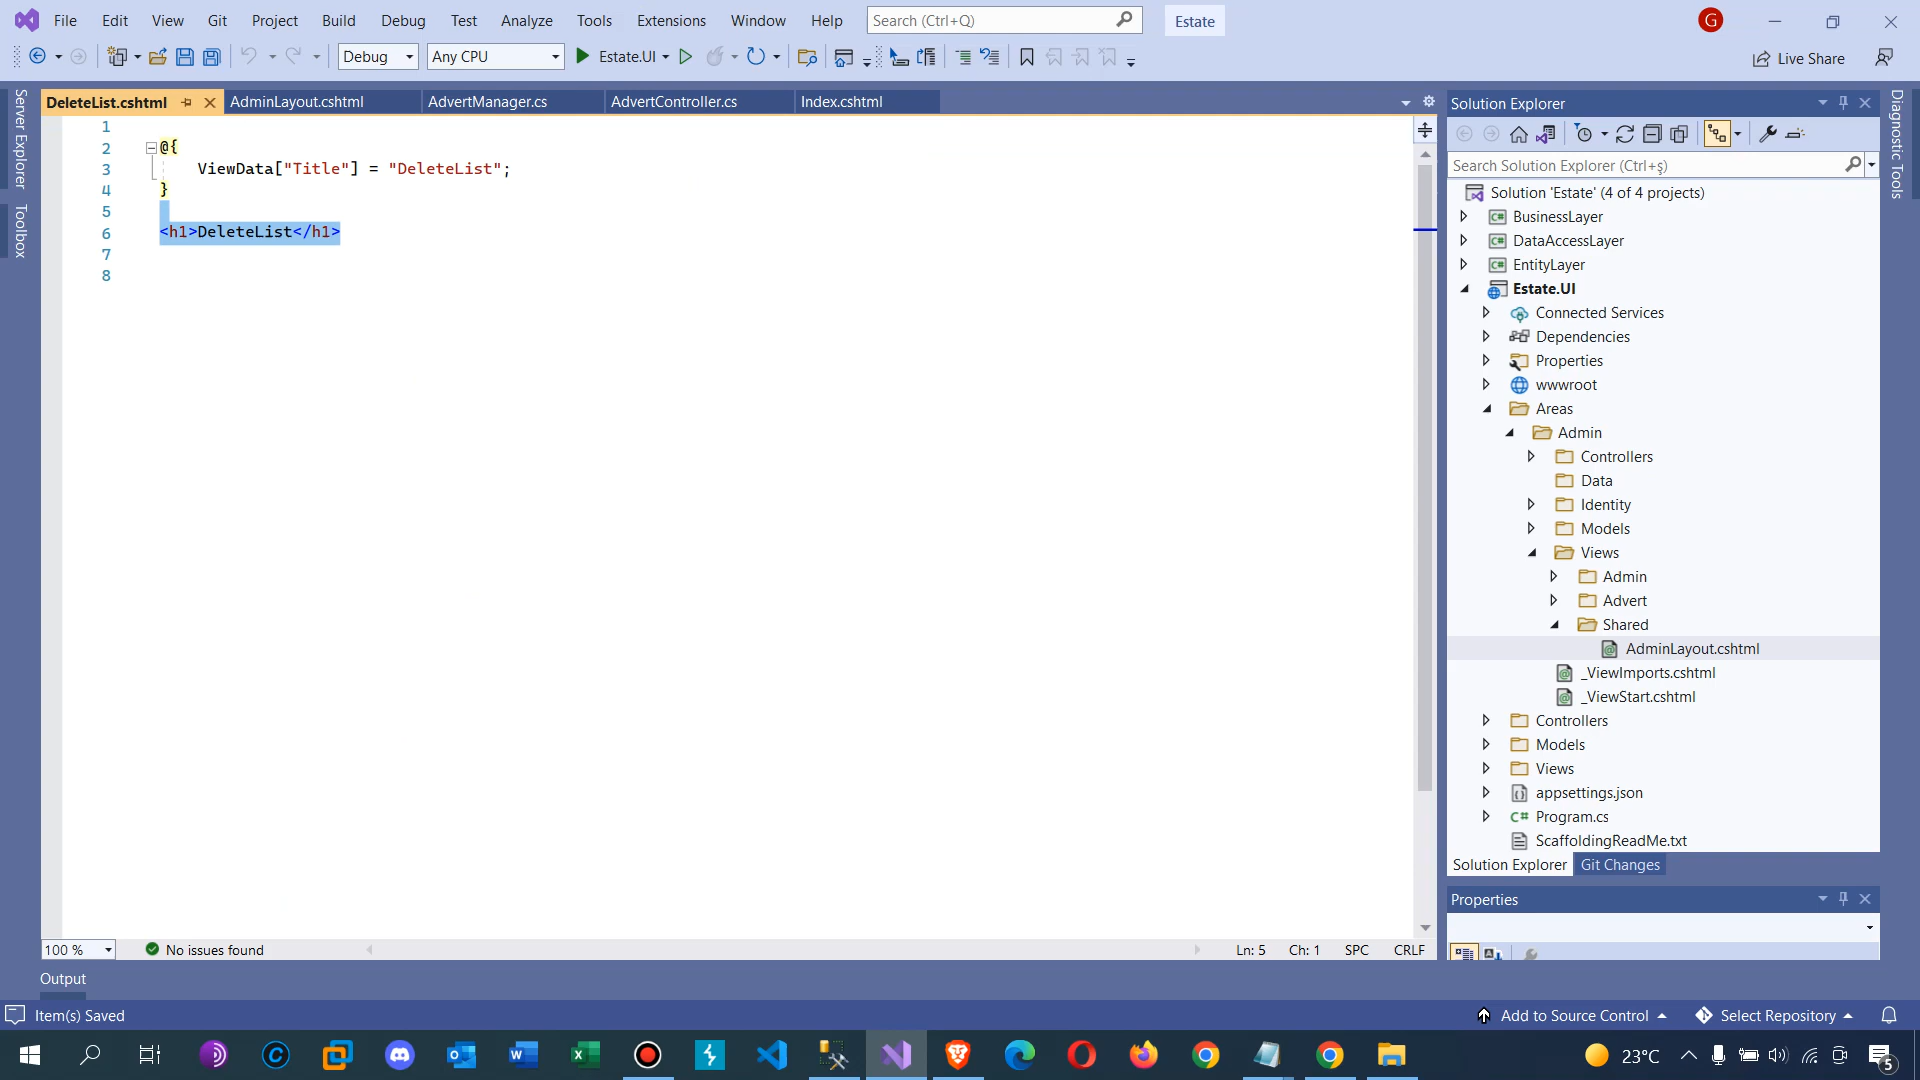 File Edit View Git Project Build Debug Test Analyze Tools Extensions Window Help Search (Ctrl+Q) Estate G
Debug Any CPU Estate.UI Live Share
Server Explorer
Toolbox
DeleteList.cshtml AdminLayout.cshtml AdvertManager.cs AdvertController.cs Index.cshtml
1
2 @{
3 ViewData["Title"] = "DeleteList";
4 }
5
6 <h1>DeleteList</h1>
7
8
100 % No issues found Ln: 5 Ch: 1 SPC CRLF
Output
Solution Explorer
Search Solution Explorer (Ctrl+ş)
Solution 'Estate' (4 of 4 projects)
BusinessLayer
DataAccessLayer
EntityLayer
Estate.UI
Connected Services
Dependencies
Properties
wwwroot
Areas
Admin
Controllers
Data
Identity
Models
Views
Admin
Advert
Shared
AdminLayout.cshtml
_ViewImports.cshtml
_ViewStart.cshtml
Controllers
Models
Views
appsettings.json
Program.cs
ScaffoldingReadMe.txt
Solution Explorer Git Changes
Properties
Diagnostic Tools
Item(s) Saved Add to Source Control Select Repository
23°C 5